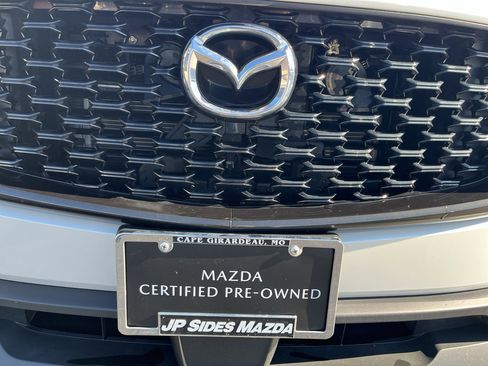 CAPE GIRARDEAU, MO
MAZDA
CERTIFIED PRE-OWNED
JP SIDES MAZDA